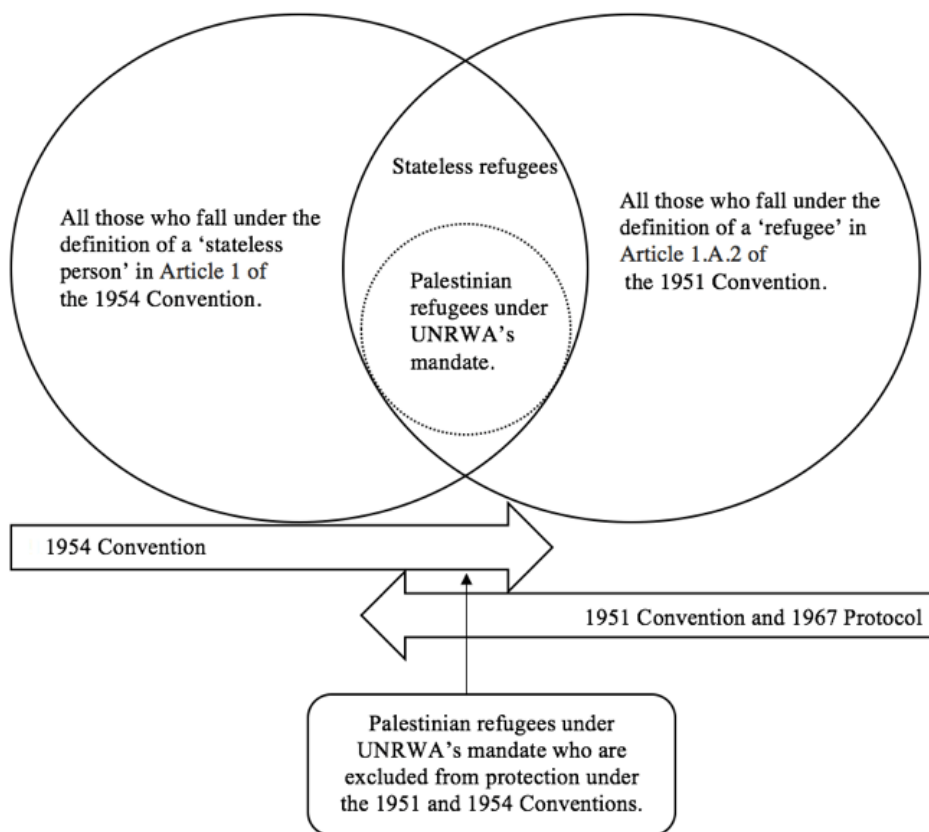 Stateless refugees
All those who fall under the
definition of a ‘stateless
person’ in Article 1 of
the 1954 Convention.
All those who fall under the
definition of a ‘refugee’ in
Article 1.A.2 of
the 1951 Convention.
Palestinian
refugees under
UNRWA’s
mandate.
1954 Convention
1951 Convention and 1967 Protocol
Palestinian refugees under
UNRWA’s mandate who are
excluded from protection under
the 1951 and 1954 Conventions.